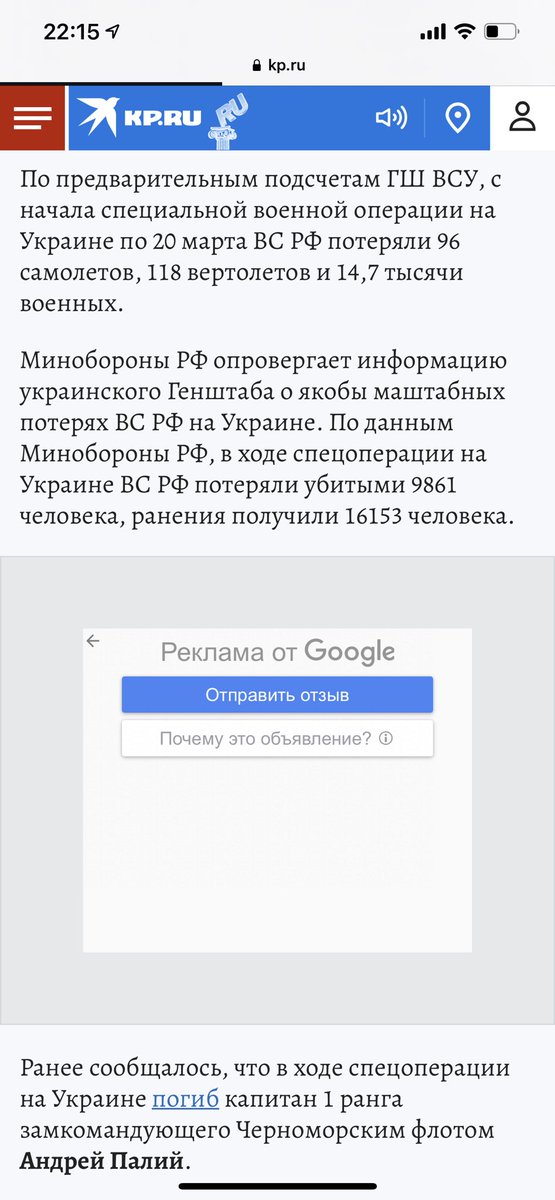 22:15
kp.ru
KP.RU
RU
По предварительным подсчетам ГШ ВСУ, с
начала специальной военной операции на
Украине по 20 марта ВС РФ потеряли 96
самолетов, 118 вертолетов и 14,7 тысячи
военных.
Минобороны РФ опровергает информацию
украинского Генштаба о якобы маштабных
потерях ВС РФ на Украине. По данным
Минобороны РФ, в ходе спецоперации на
Украине ВС РФ потеряли убитыми 9861
человека, ранения получили 16153 человека.
Реклама от Google
Отправить отзыв
Почему это объявление?
Ранее сообщалось, что в ходе спецоперации
на Украине погиб капитан 1 ранга
замкомандующего Черноморским флотом
Андрей Палий.